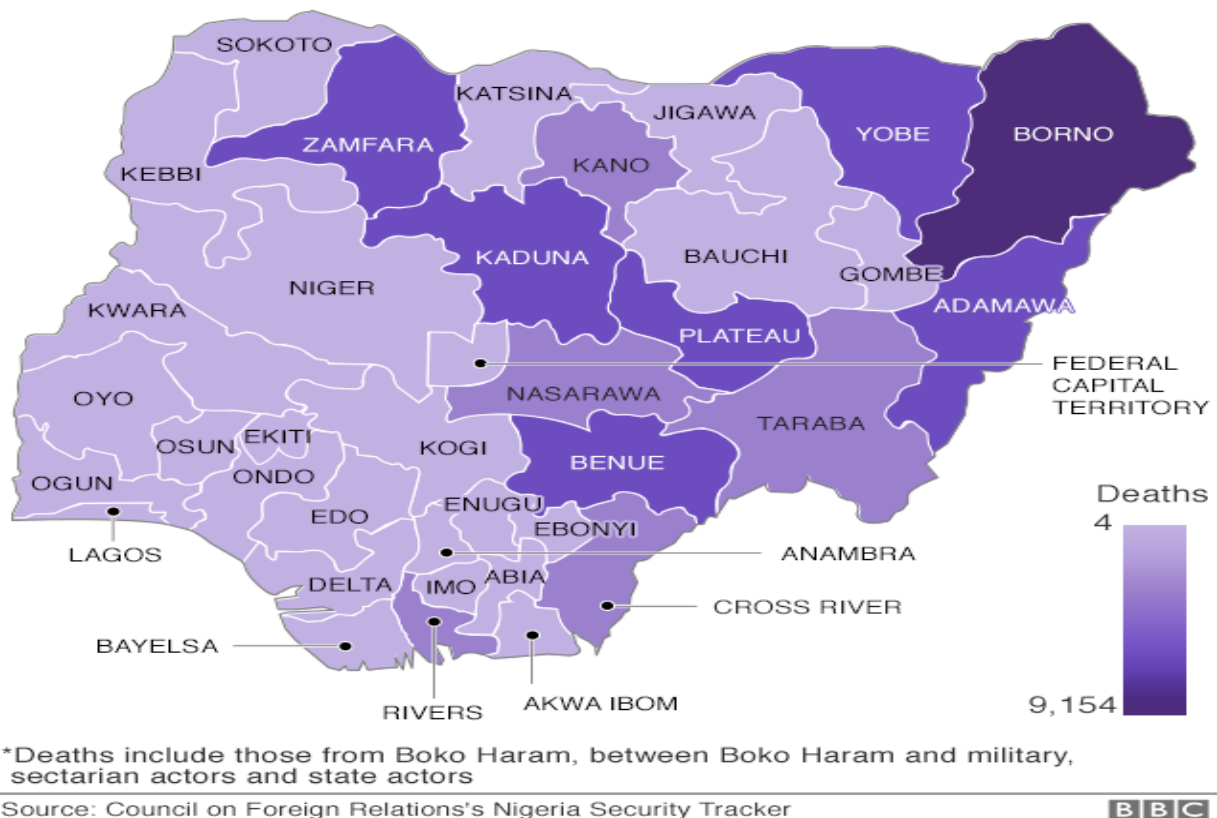 SOKOTO
KATSINA
JIGAWA
ZAMFARA
YOBE
BORNO
KANO
KEBBI
KADUNA
BAUCHI
GOMBE
NIGER
ADAMAWA
KWARA
PLATEAU
FEDERAL
CAPITAL
TERRITORY
NASARAWA
OYO
TARABA
OSUN
EKITI
KOGI
BENUE
OGUN
ONDO
ENUGU
EDO
EBONYI
LAGOS
ANAMBRA
DELTA
IMO
ABIA
CROSS RIVER
BAYELSA
RIVERS
AKWA IBOM
Deaths
4
9,154
*Deaths include those from Boko Haram, between Boko Haram and military,
sectarian actors and state actors
Source: Council on Foreign Relations's Nigeria Security Tracker
BBC